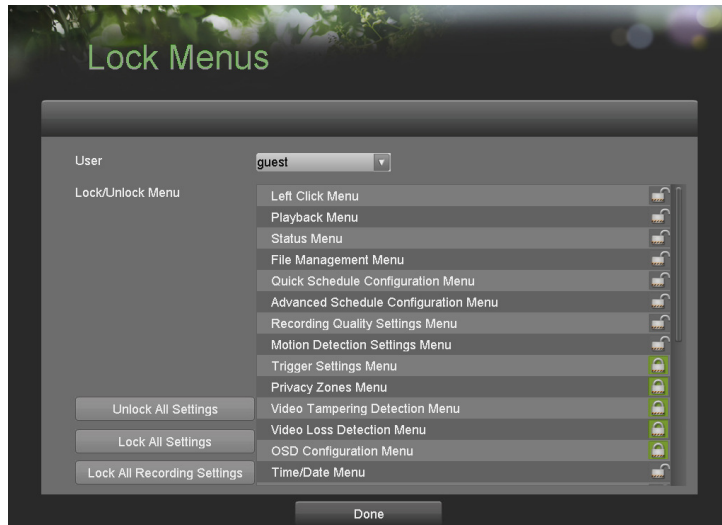 Lock Menus
User
guest
Lock/Unlock Menu
Left Click Menu
Playback Menu
Status Menu
File Management Menu
Quick Schedule Configuration Menu
Advanced Schedule Configuration Menu
Recording Quality Settings Menu
Motion Detection Settings Menu
Trigger Settings Menu
Privacy Zones Menu
Video Tampering Detection Menu
Video Loss Detection Menu
OSD Configuration Menu
Time/Date Menu
Unlock All Settings
Lock All Settings
Lock All Recording Settings
Done